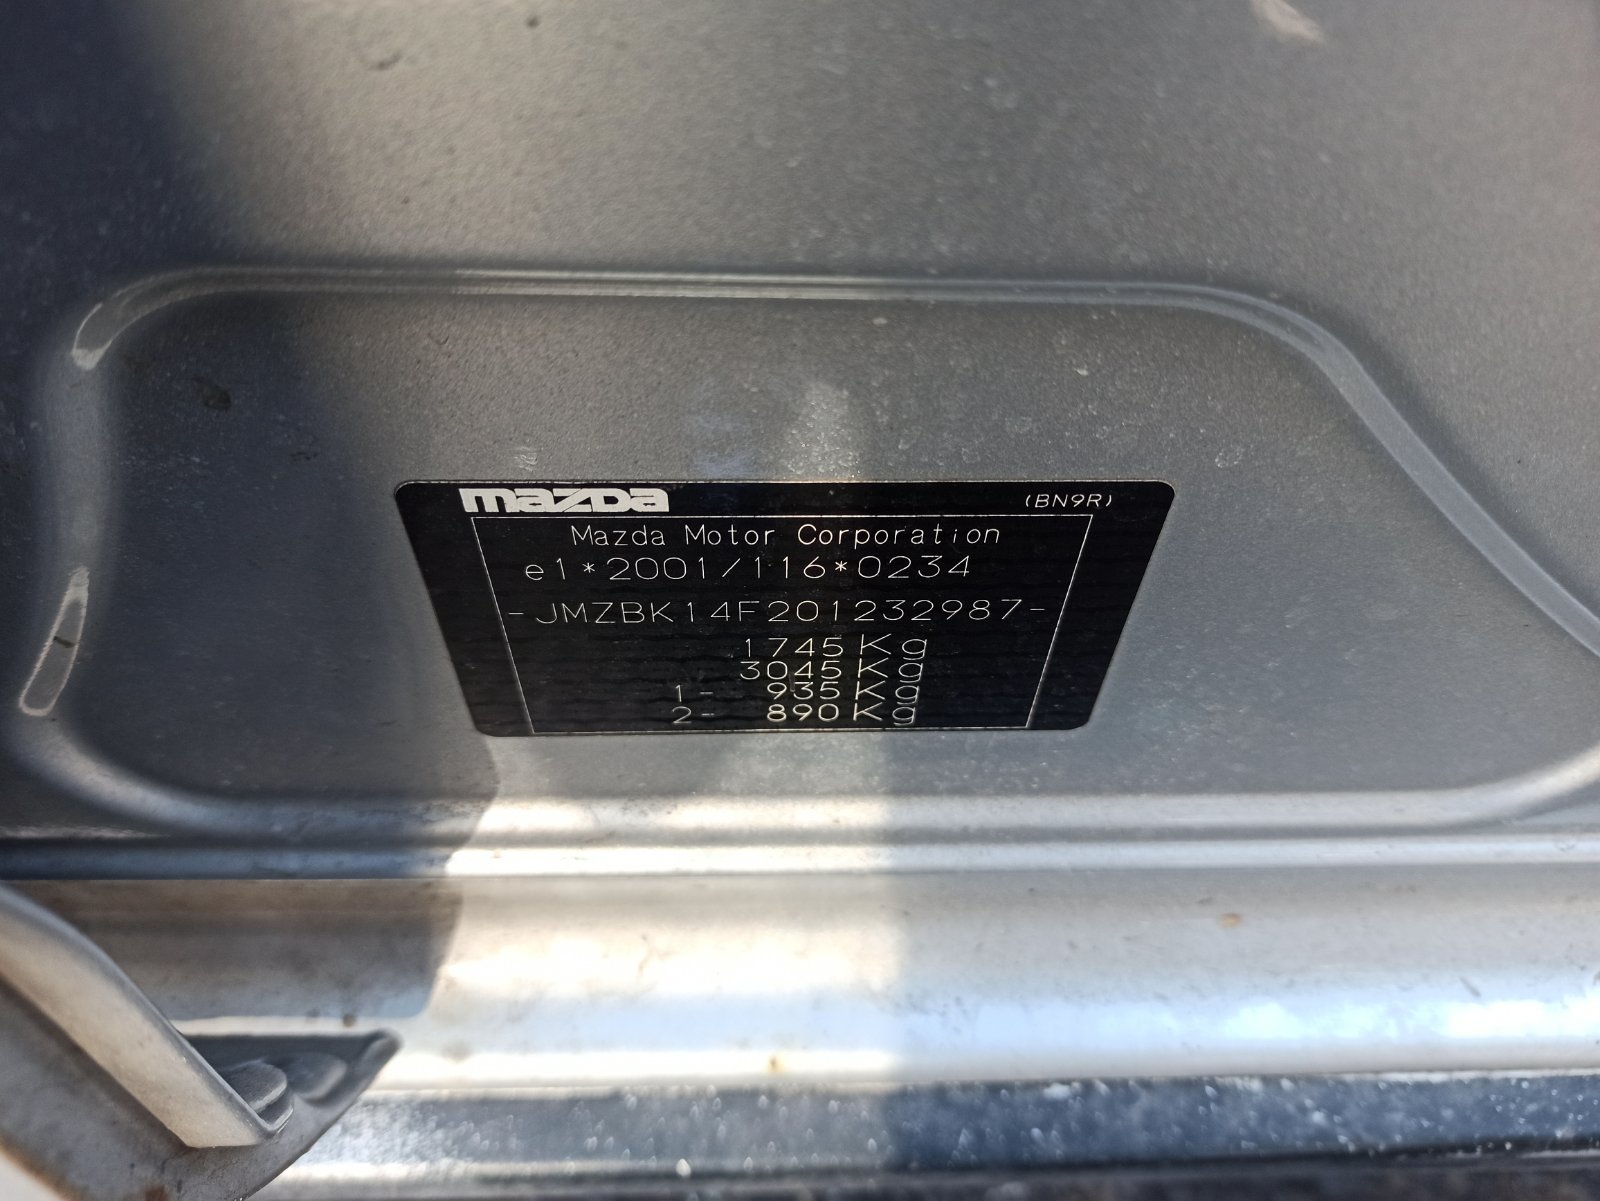 mazda (BN9R)
Mazda Motor Corporation
e1*2001/116*0234
-JMZBK14F201232987-
1745Kg
3045Kg
1- 935Kg
2- 890Kg